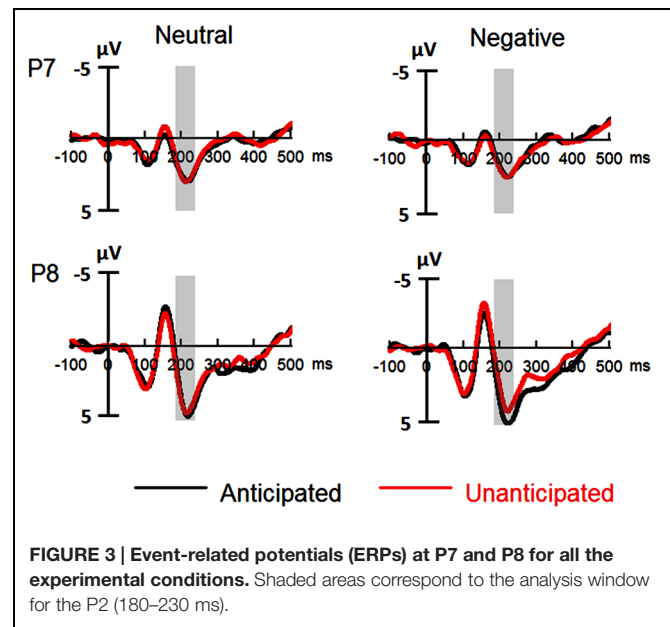 Neutral
Negative
P7
µV
µV
-5
-5
-100 0 100 200 300 400 500 ms
-100 0 100 200 300 400 500 ms
5
5
P8
µV
µV
-5
-5
-100 0 100 200 300 400 500 ms
-100 0 100 200 300 400 500 ms
5
5
Anticipated
Unanticipated
FIGURE 3 | Event-related potentials (ERPs) at P7 and P8 for all the
experimental conditions. Shaded areas correspond to the analysis window
for the P2 (180–230 ms).